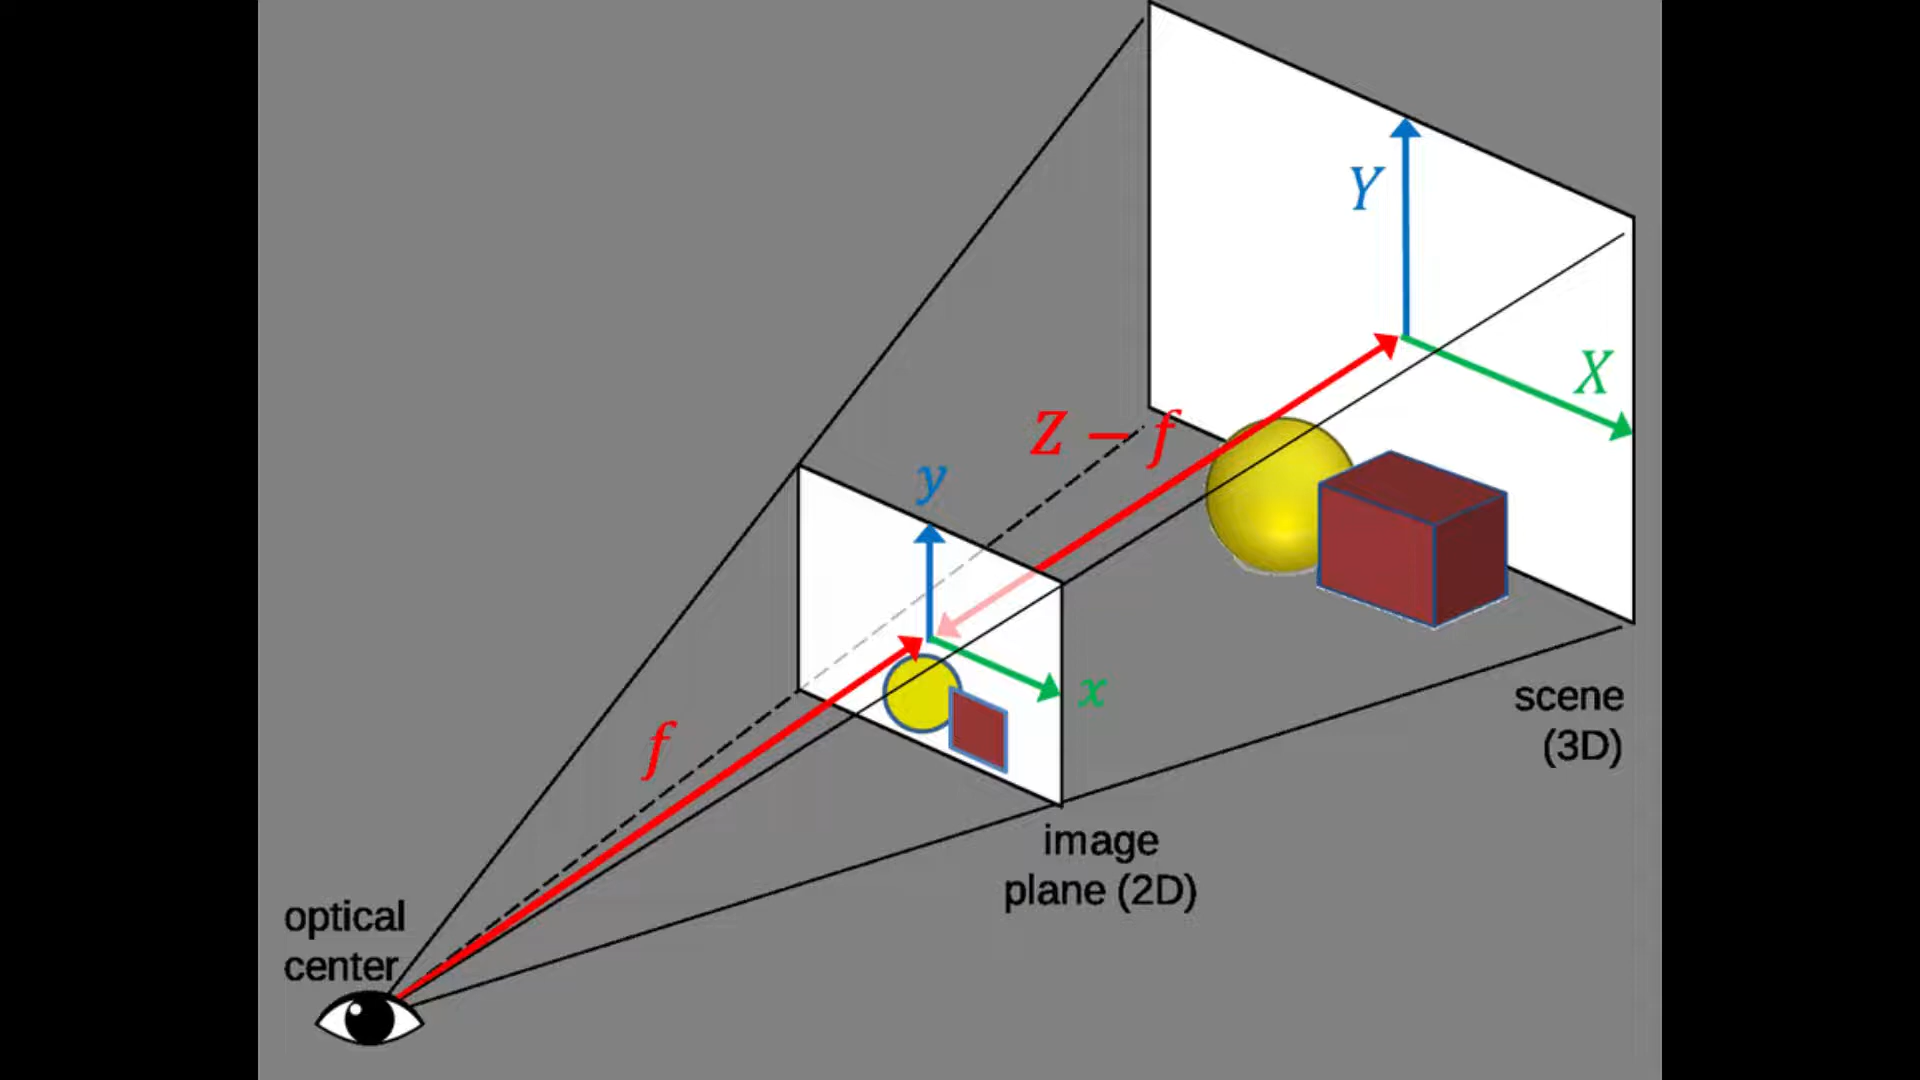 Y
X
Z − f
y
x
f
scene
(3D)
image
plane (2D)
optical
center